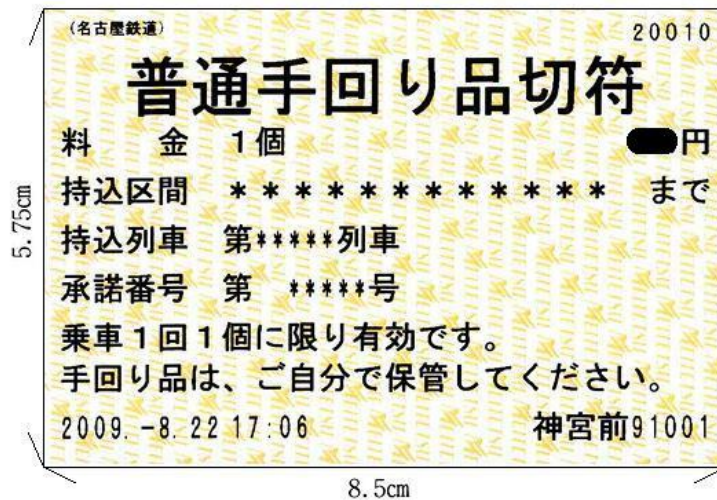 (名古屋鉄道) 20010
普通手回り品切符
料 金 1個 円
持込区間 ************ まで
持込列車 第*****列車
承諾番号 第 *****号
乗車1回1個に限り有効です。
手回り品は、ご自分で保管してください。
2009.-8.22 17:06 神宮前91001
5.75cm
8.5cm